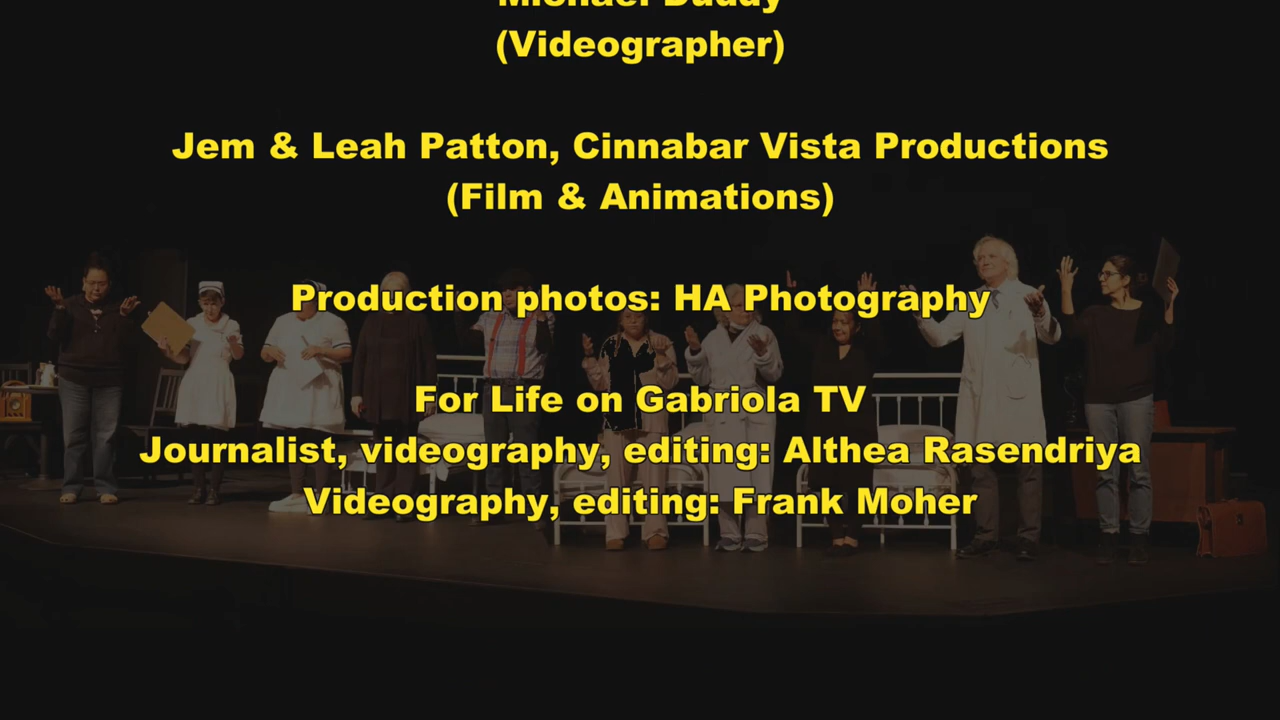 (Videographer)
Jem & Leah Patton, Cinnabar Vista Productions
(Film & Animations)
Production photos: HA Photography
For Life on Gabriola TV
Journalist, videography, editing: Althea Rasendriya
Videography, editing: Frank Moher